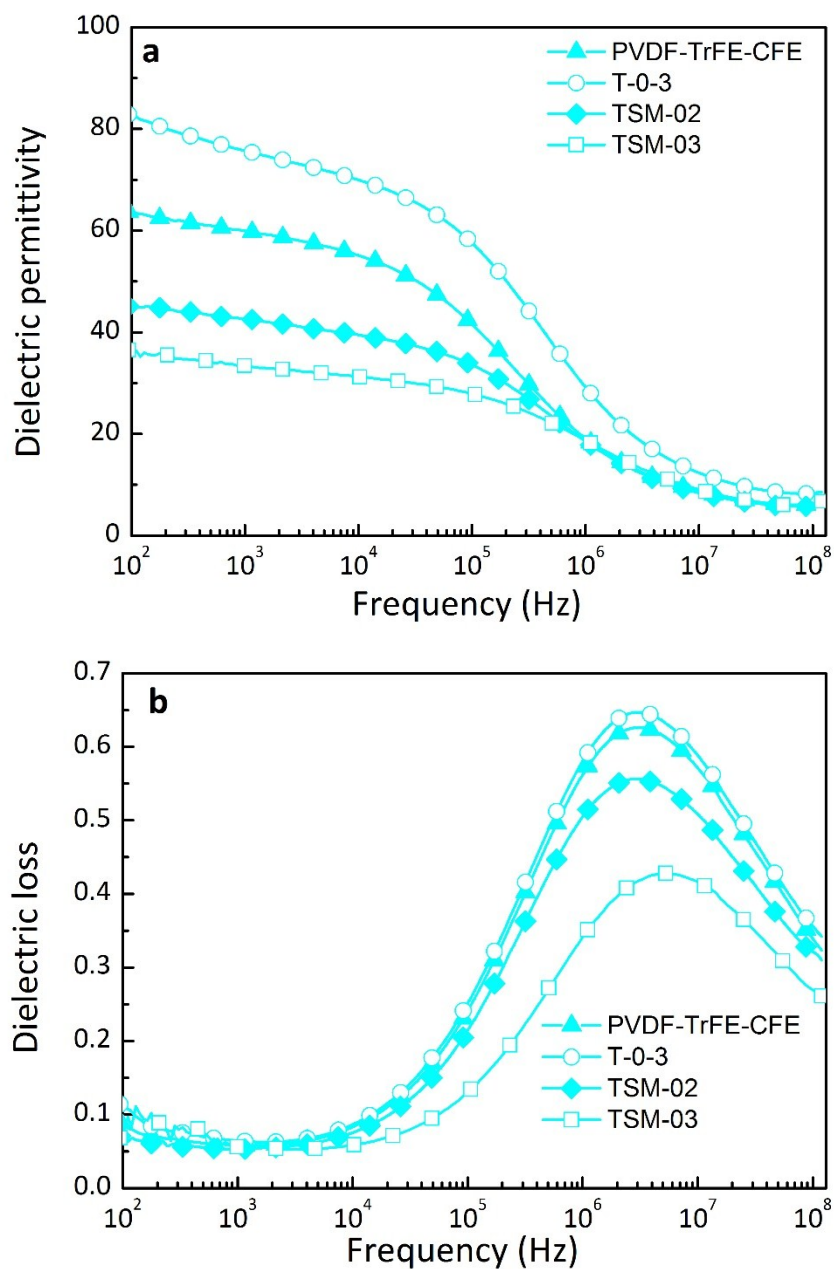 a
PVDF-TrFE-CFE
T-0-3
TSM-02
TSM-03
100
80
60
40
20
0
Dielectric permittivity
10²
10³
10⁴
10⁵
10⁶
10⁷
10⁸
Frequency (Hz)
b
0.7
0.6
0.5
0.4
0.3
0.2
0.1
0.0
Dielectric loss
PVDF-TrFE-CFE
T-0-3
TSM-02
TSM-03
10²
10³
10⁴
10⁵
10⁶
10⁷
10⁸
Frequency (Hz)